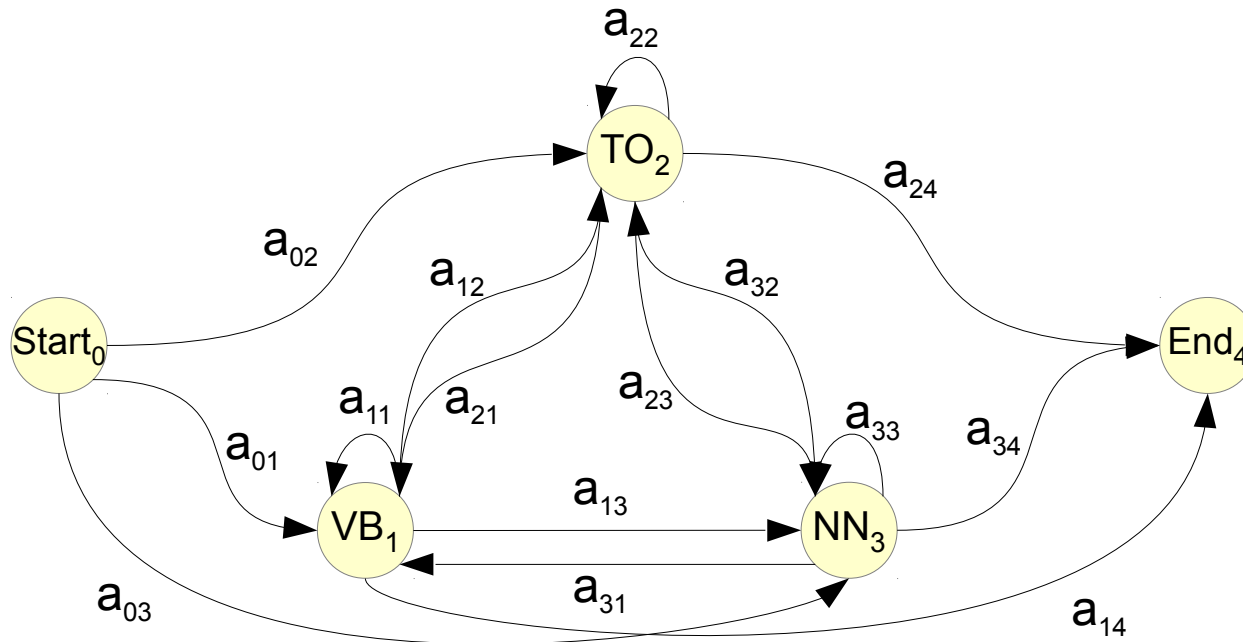 a₂₂
TO₂
a₂₄
a₀₂
a₁₂
a₃₂
Start₀
End₄
a₁₁
a₂₁
a₂₃
a₃₃
a₀₁
a₃₄
a₁₃
VB₁
NN₃
a₀₃
a₃₁
a₁₄